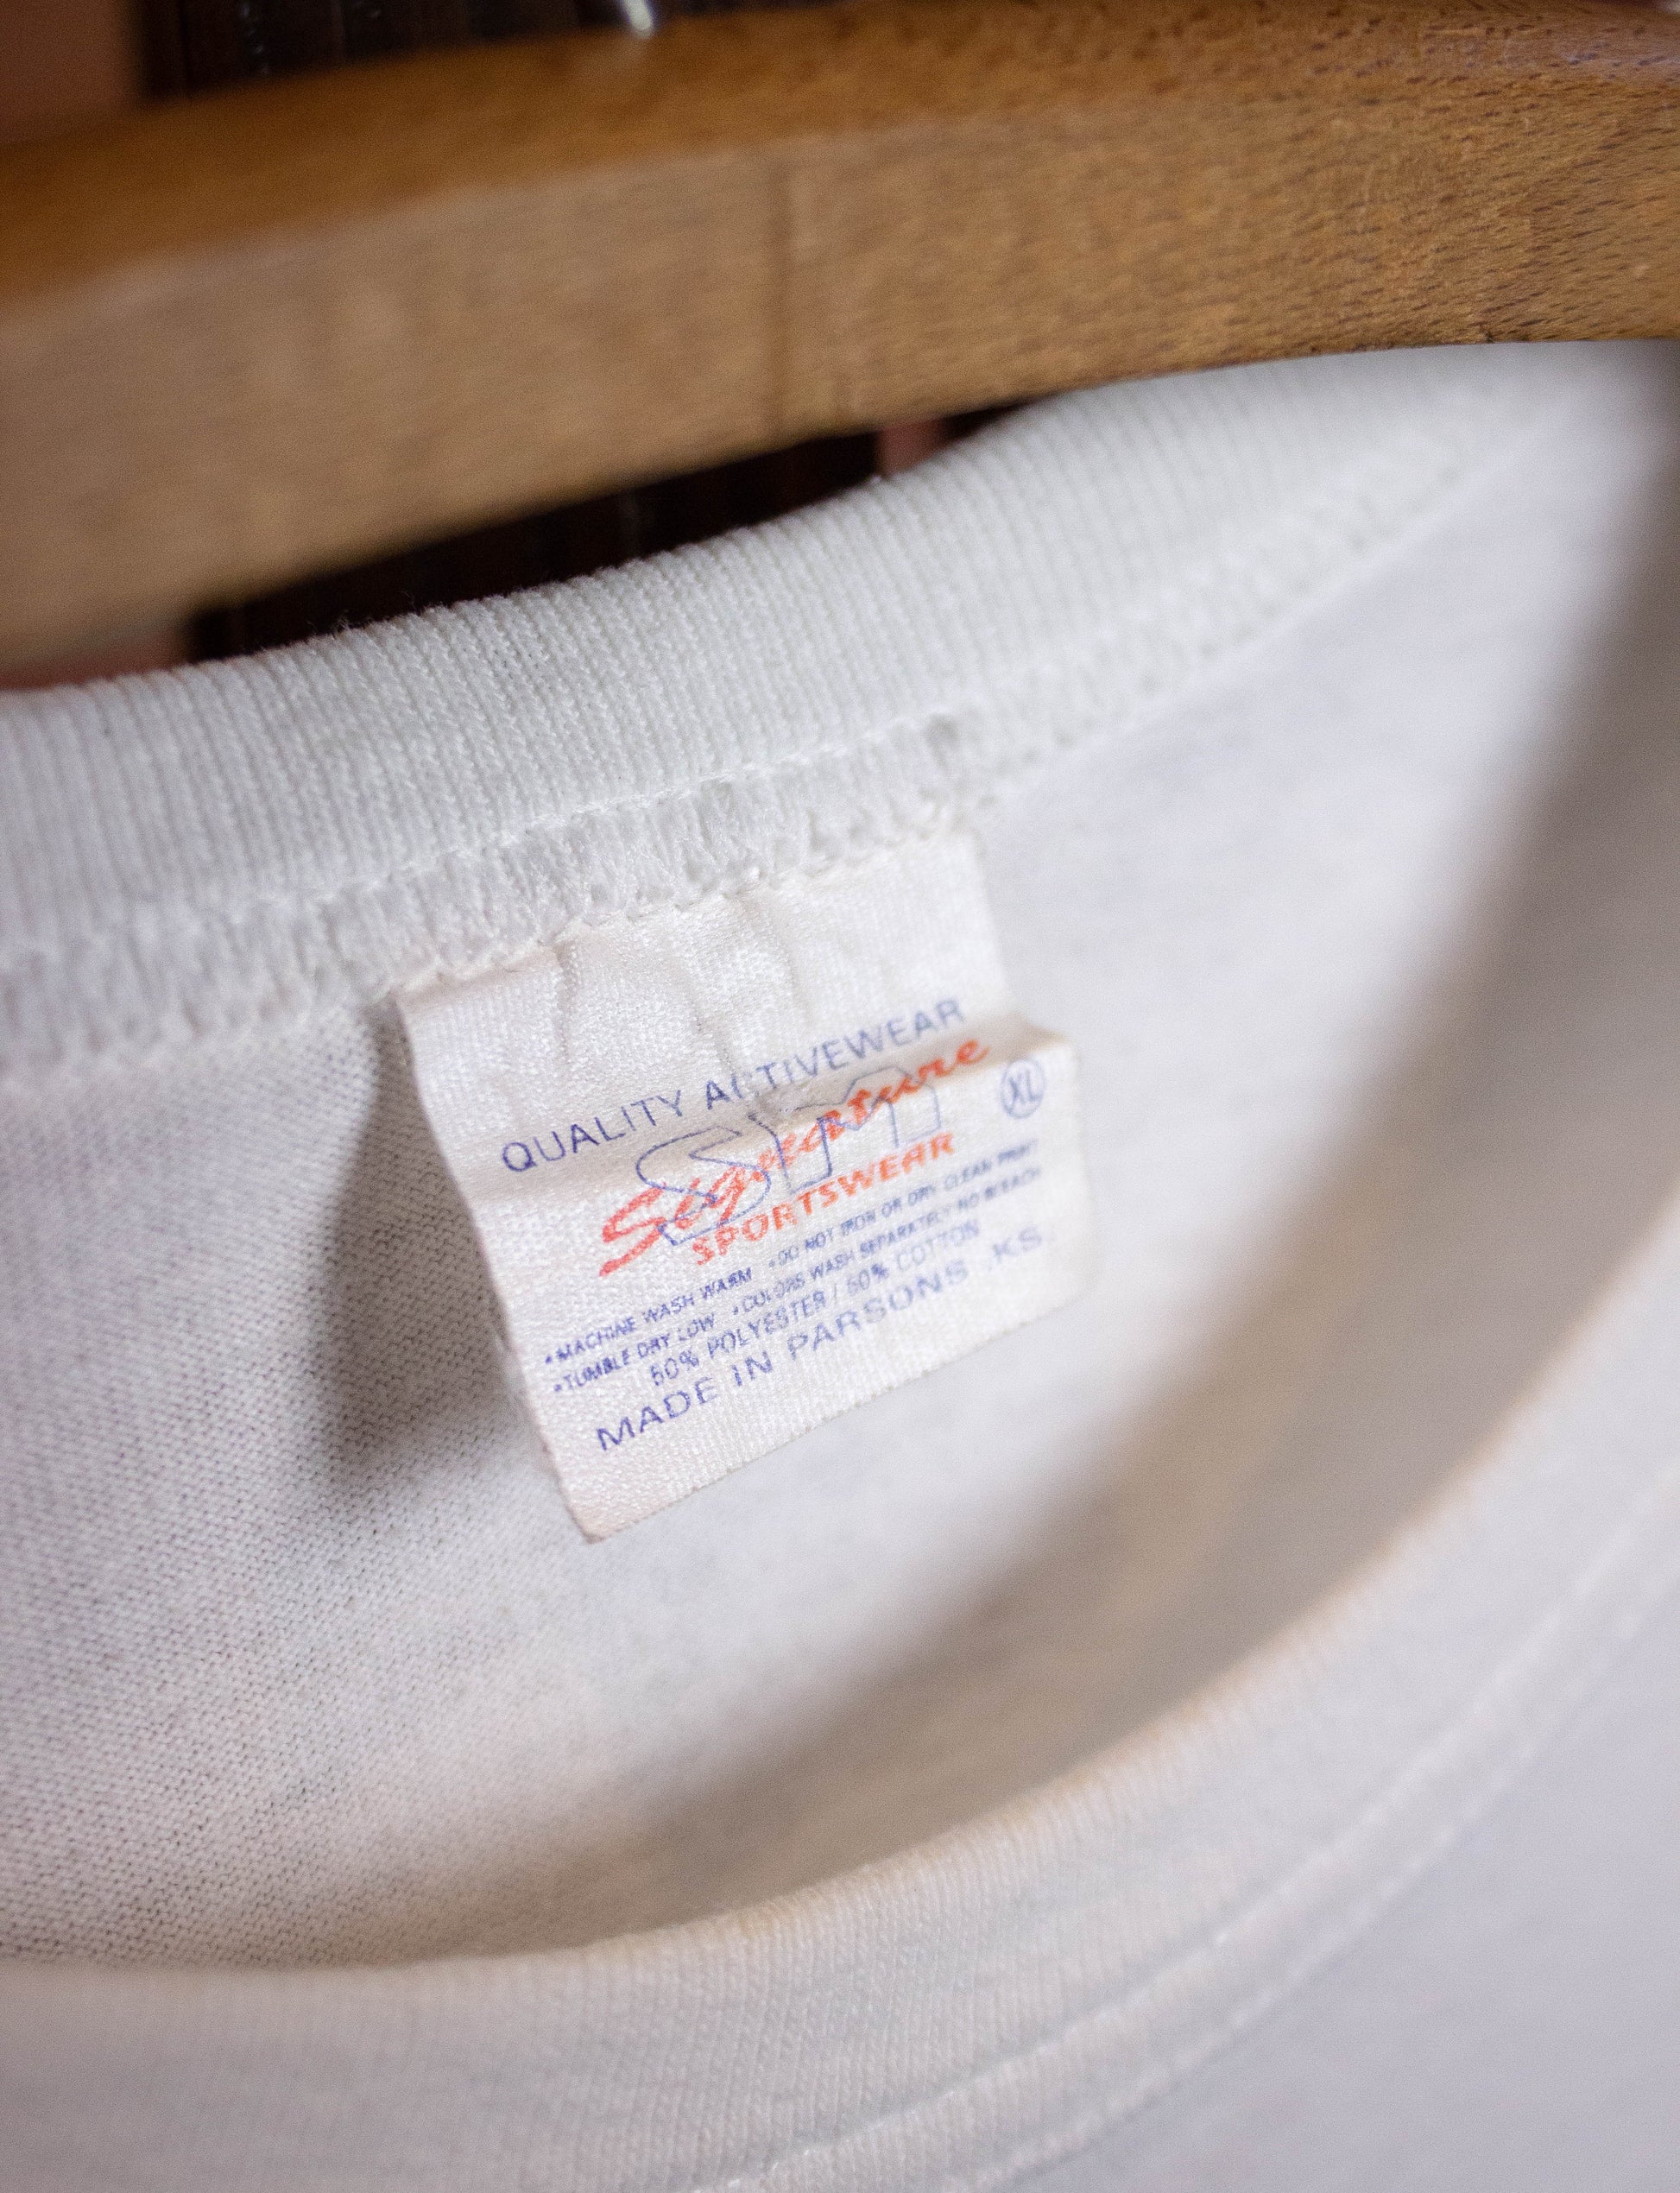 QUALITY ACTIVEWEAR
Signature
SPORTSWEAR
XL
•MACHINE WASH WARM •DO NOT IRON OR DRY CLEAN PRINT
•TUMBLE DRY LOW •COLORS WASH SEPARATELY NO BLEACH
50% POLYESTER / 50% COTTON
MADE IN PARSONS KS.